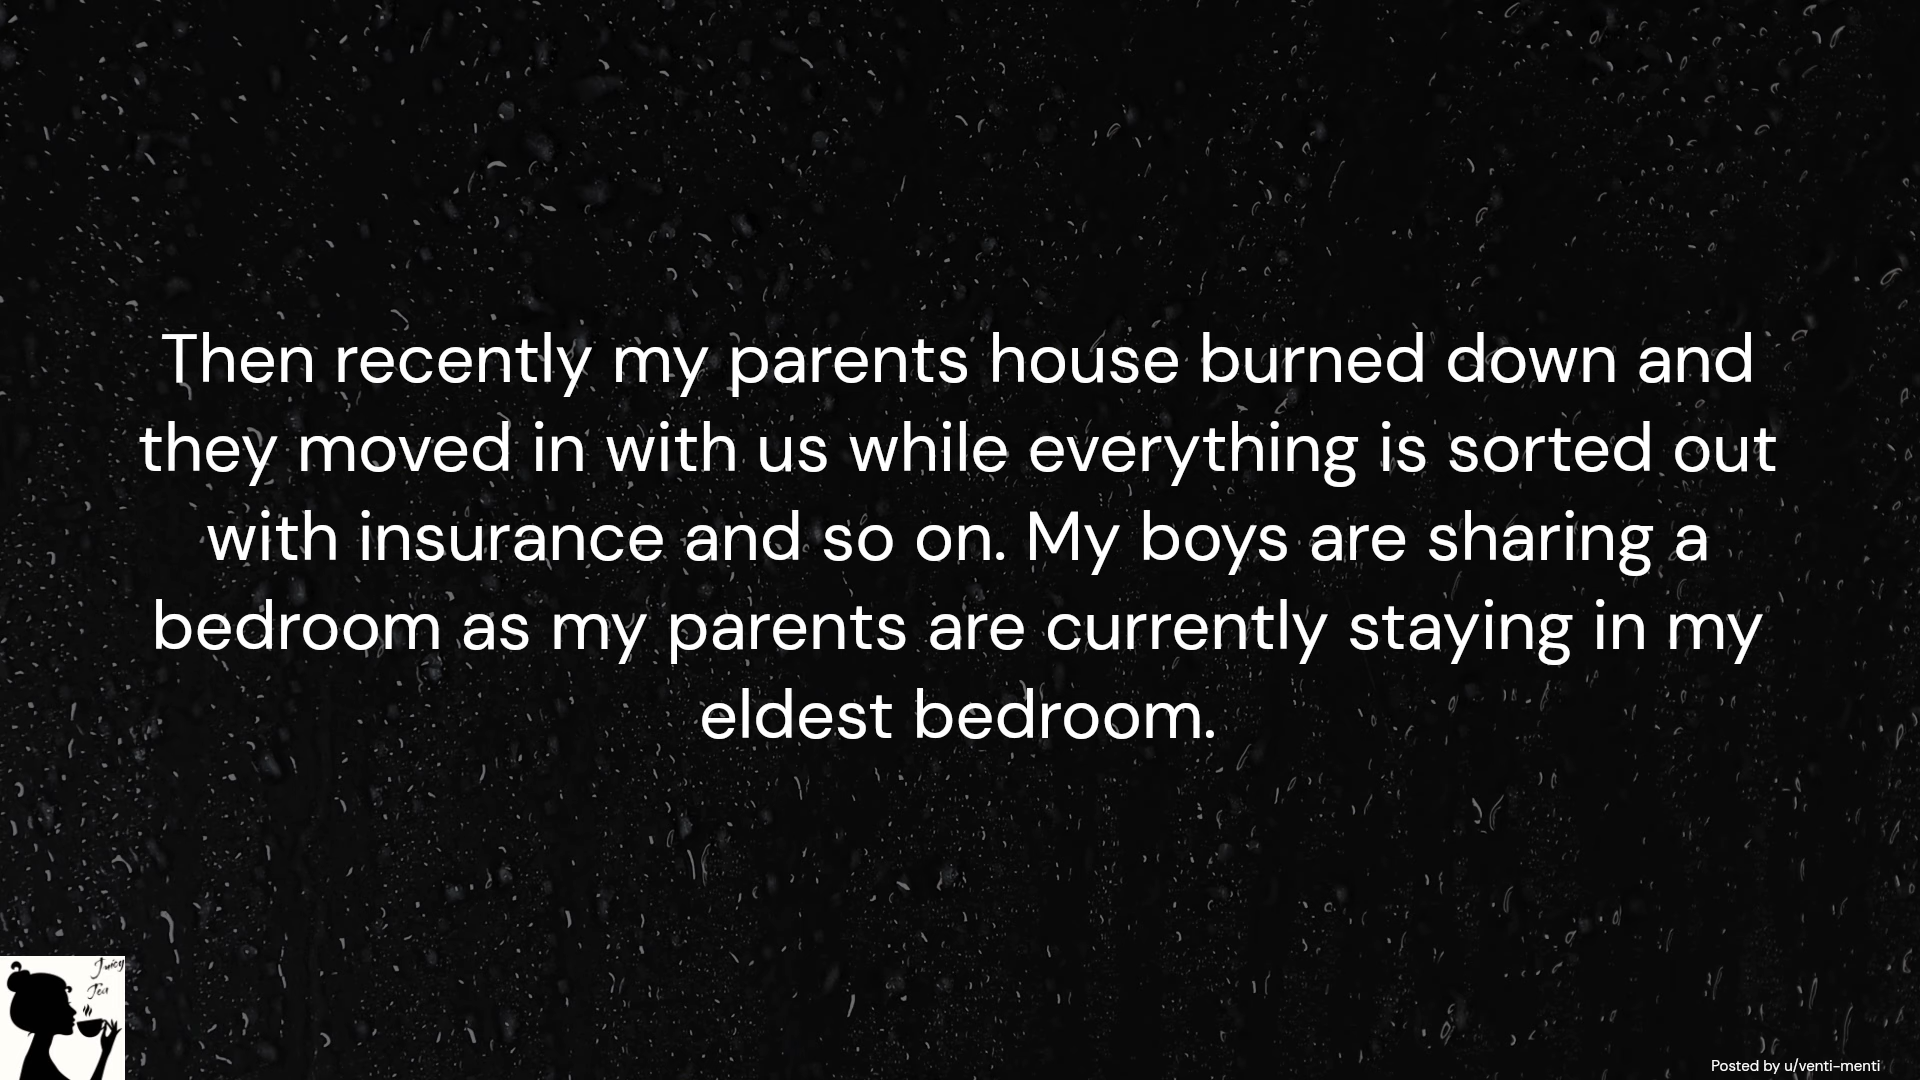 Then recently my parents house burned down and
they moved in with us while everything is sorted out
with insurance and so on. My boys are sharing a
bedroom as my parents are currently staying in my
eldest bedroom.
Juicy
Tea
Posted by u/venti-menti